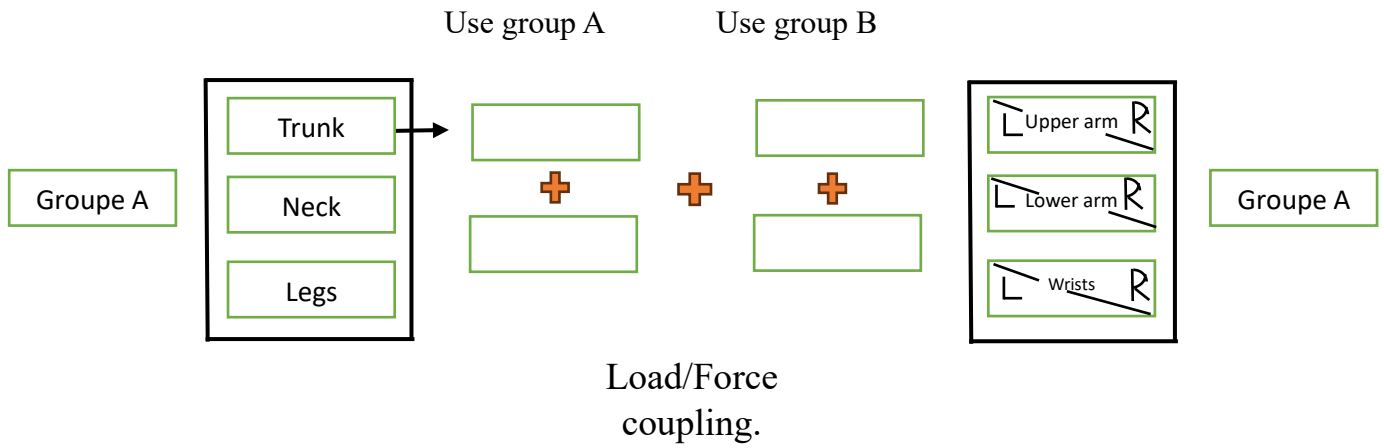 Use group A
Use group B
Groupe A
Trunk
Neck
Legs
L Upper arm R
L Lower arm R
L Wrists R
Groupe A
Load/Force
coupling.